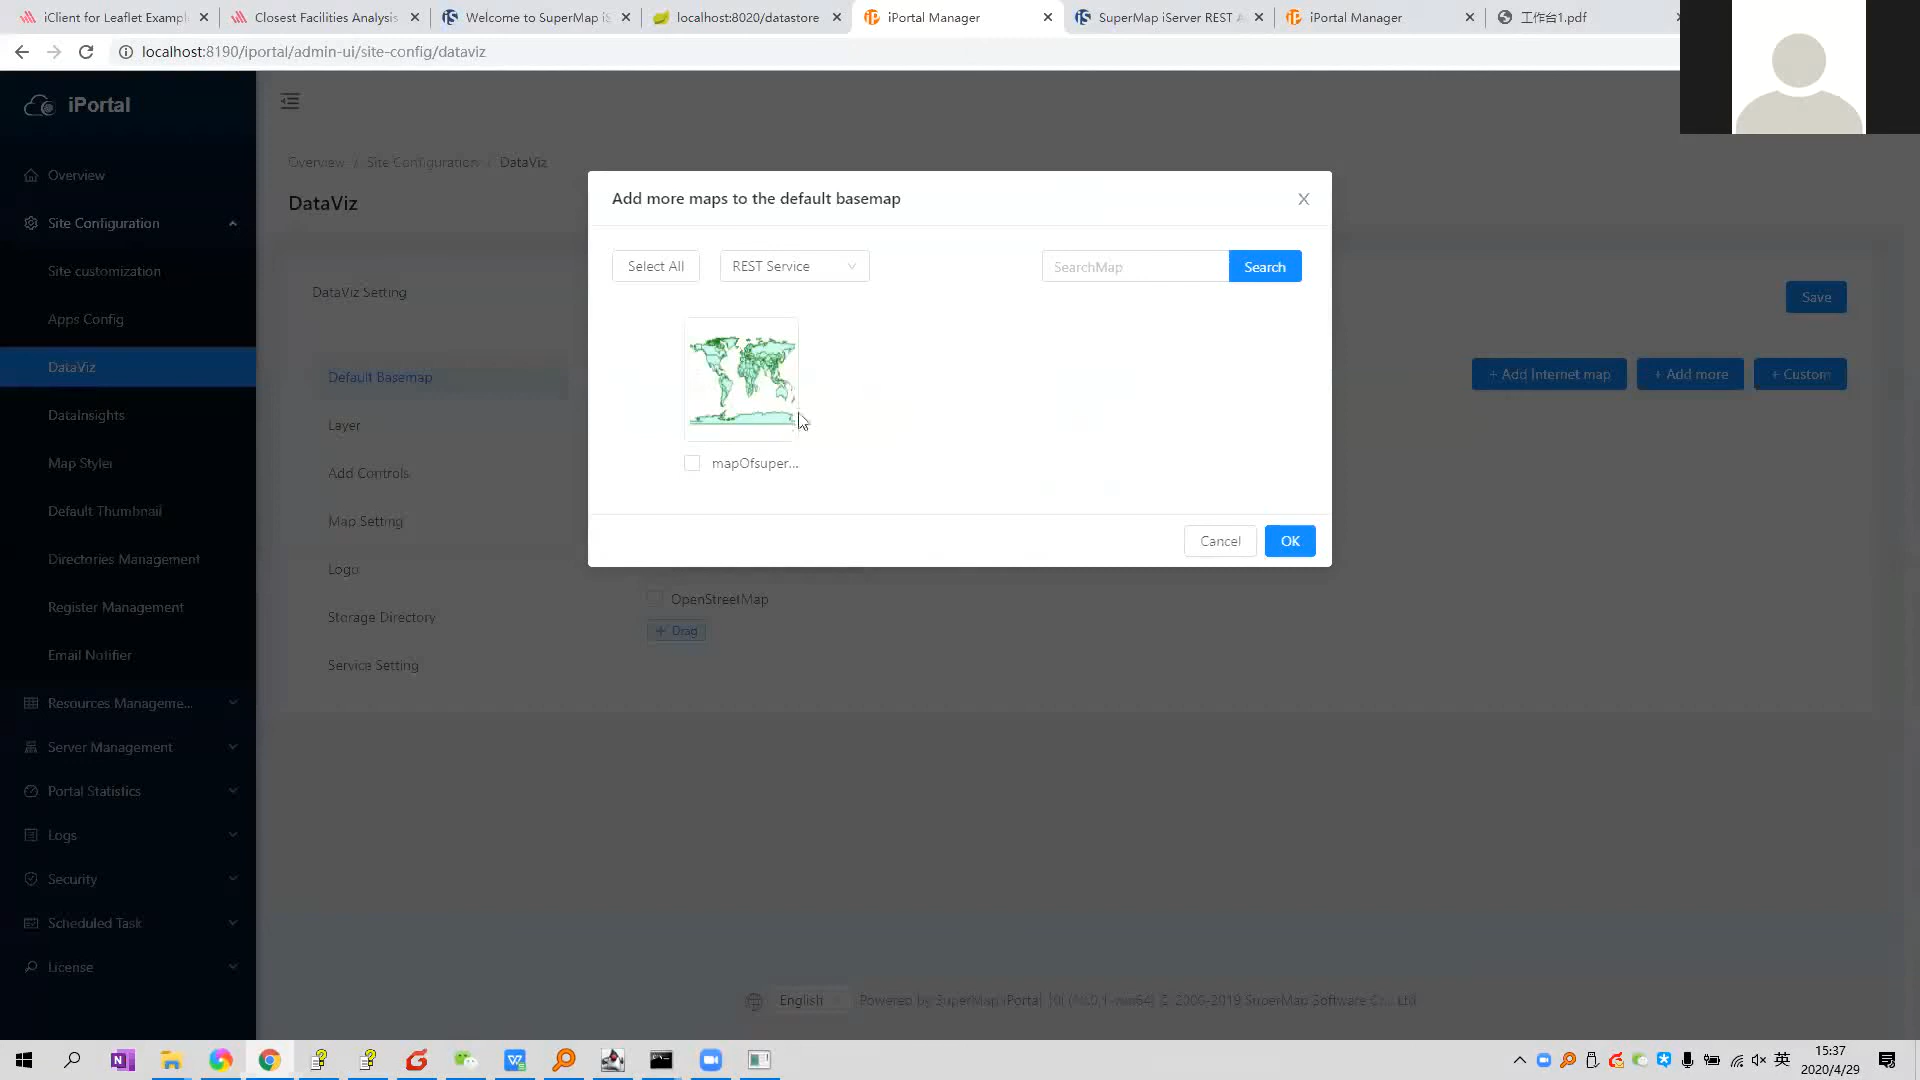 iClient for Leaflet Exampl
Closest Facilities Analysis
Welcome to SuperMap iS
localhost:8020/datastore
iPortal Manager
SuperMap iServer REST A
iPortal Manager
工作台1.pdf
localhost:8190/iportal/admin-ui/site-config/dataviz
iPortal
Overview
Site Configuration
Site customization
Apps Config
DataViz
DataInsights
Map Styler
Default Thumbnail
Directories Management
Register Management
Email Notifier
Resources Manageme...
Server Management
Portal Statistics
Logs
Security
Scheduled Task
License
Overview / Site Configuration / DataViz
DataViz
DataViz Setting
Save
Default Basemap
Layer
Add Controls
Map Setting
Logo
Storage Directory
Service Setting
+ Add Internet map
+ Add more
+ Custom
Add more maps to the default basemap
Select All
REST Service
SearchMap
Search
mapOfsuper...
Cancel
OK
OpenStreetMap
+ Drag
English
Powered by SuperMap iPortal 10i
2000-2019 SuperMap Software Co., Ltd.
英
15:37
2020/4/29